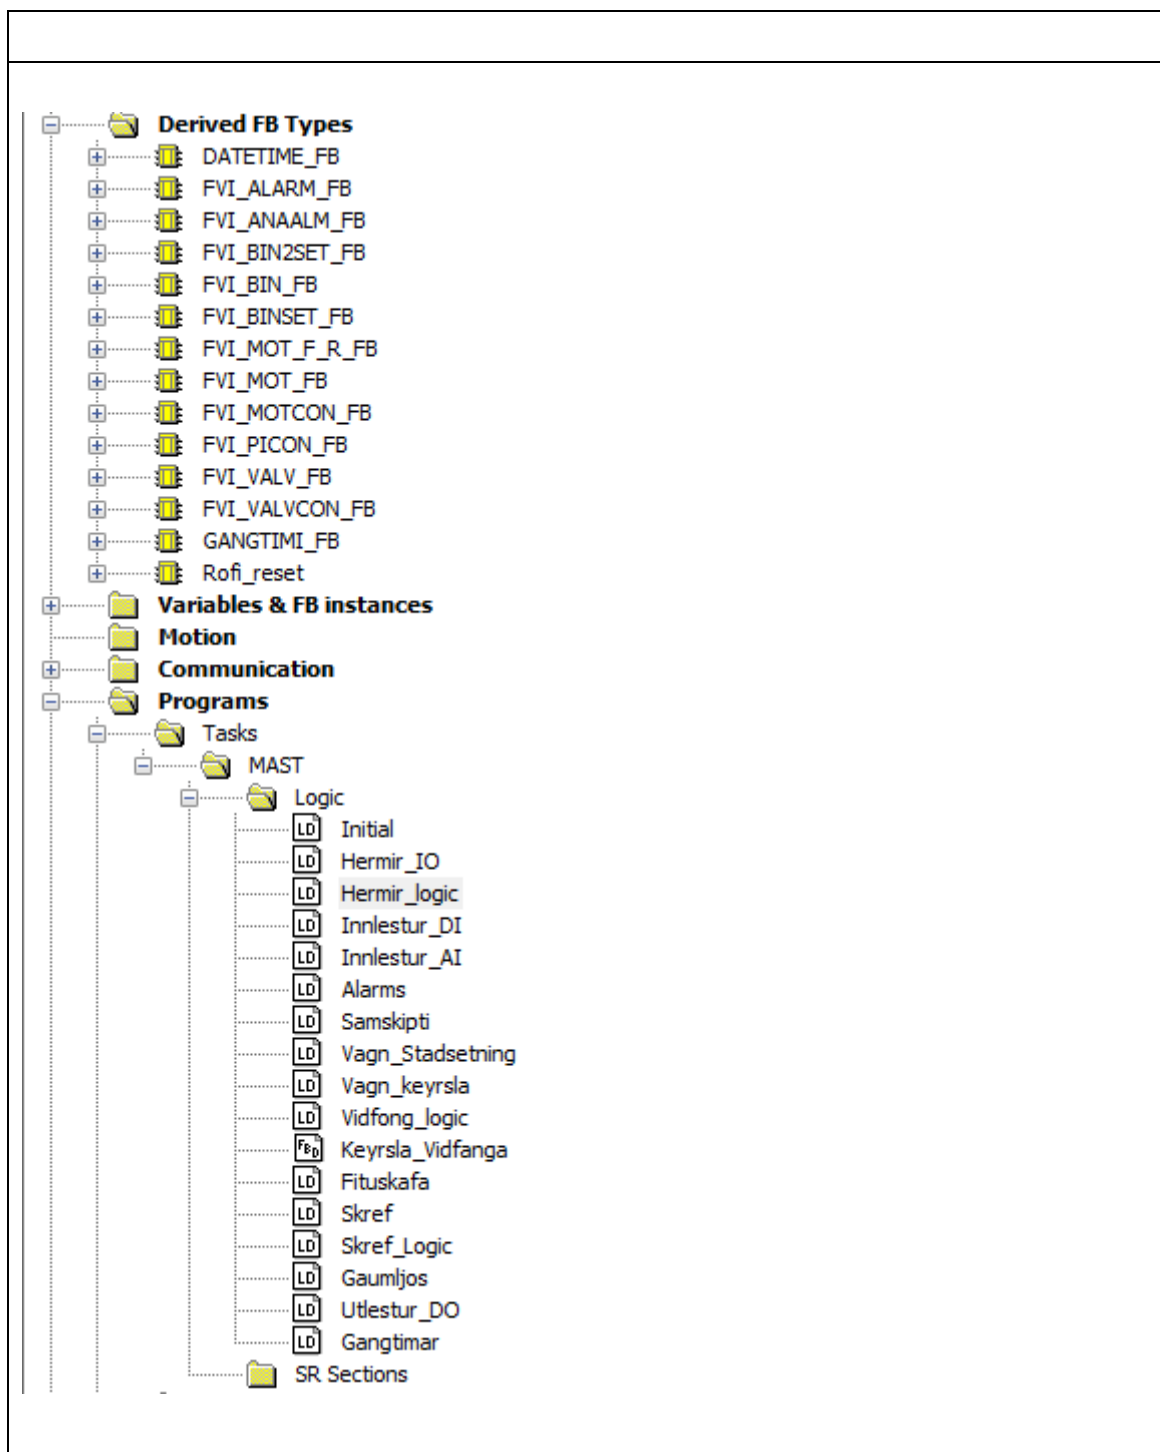 Derived FB Types
DATETIME_FB
FVI_ALARM_FB
FVI_ANAALM_FB
FVI_BIN2SET_FB
FVI_BIN_FB
FVI_BINSET_FB
FVI_MOT_F_R_FB
FVI_MOT_FB
FVI_MOTCON_FB
FVI_PICON_FB
FVI_VALV_FB
FVI_VALVCON_FB
GANGTIMI_FB
Rofi_reset
Variables & FB instances
Motion
Communication
Programs
Tasks
MAST
Logic
LD Initial
LD Hermir_IO
LD Hermir_logic
LD Innlestur_DI
LD Innlestur_AI
LD Alarms
LD Samskipti
LD Vagn_Stadsetning
LD Vagn_keyrsla
LD Vidfong_logic
FBD Keyrsla_Vidfanga
LD Fituskafa
LD Skref
LD Skref_Logic
LD Gaumljos
LD Utlestur_DO
LD Gangtimar
SR Sections